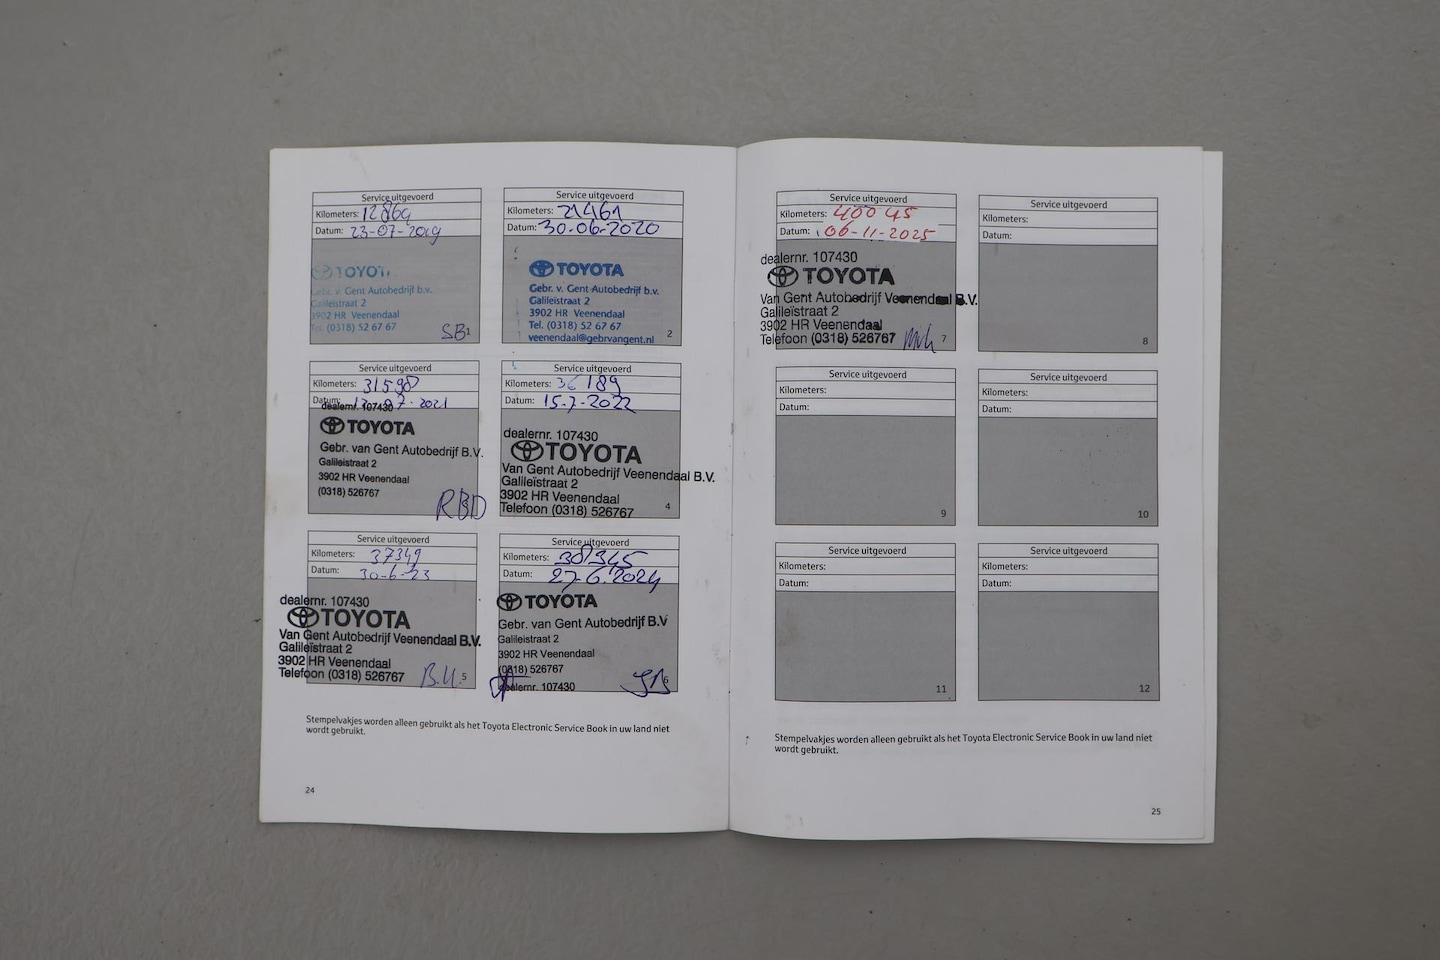 Service uitgevoerd
Kilometers: 12869
Datum: 23-07-2019
TOYOTA
Gebr. v. Gent Autobedrijf b.v.
Galileistraat 2
3902 HR Veenendaal
Tel. (0318) 52 67 67
SB 1
Service uitgevoerd
Kilometers: 21461
Datum: 30-06-2020
TOYOTA
Gebr. v. Gent Autobedrijf b.v.
Galileistraat 2
3902 HR Veenendaal
Tel. (0318) 52 67 67
veenendaal@gebrvangent.nl
2
Service uitgevoerd
Kilometers: 31590
Datum: 07-2021
dealernr. 107430
TOYOTA
Gebr. van Gent Autobedrijf B.V.
Galileistraat 2
3902 HR Veenendaal
(0318) 526767
RBD
Service uitgevoerd
Kilometers: 36189
Datum: 15-7-2022
dealernr. 107430
TOYOTA
Van Gent Autobedrijf Veenendaal B.V.
Galileïstraat 2
3902 HR Veenendaal
Telefoon (0318) 526767
4
Service uitgevoerd
Kilometers: 37349
Datum: 30-6-23
dealernr. 107430
TOYOTA
Van Gent Autobedrijf Veenendaal B.V.
Galileïstraat 2
3902 HR Veenendaal
Telefoon (0318) 526767
5
Service uitgevoerd
Kilometers: 38345
Datum: 27-6-2024
TOYOTA
Gebr. van Gent Autobedrijf B.V
Galileistraat 2
3902 HR Veenendaal
(0318) 526767
dealernr. 107430
6
Stempelvakjes worden alleen gebruikt als het Toyota Electronic Service Book in uw land niet
wordt gebruikt.
24
Service uitgevoerd
Kilometers: 40045
Datum: 06-11-2025
dealernr. 107430
TOYOTA
Van Gent Autobedrijf Veenendaal B.V.
Galileïstraat 2
3902 HR Veenendaal
Telefoon (0318) 526767
7
Service uitgevoerd
Kilometers:
Datum:
8
Service uitgevoerd
Kilometers:
Datum:
9
Service uitgevoerd
Kilometers:
Datum:
10
Service uitgevoerd
Kilometers:
Datum:
11
Service uitgevoerd
Kilometers:
Datum:
12
Stempelvakjes worden alleen gebruikt als het Toyota Electronic Service Book in uw land niet
wordt gebruikt.
25